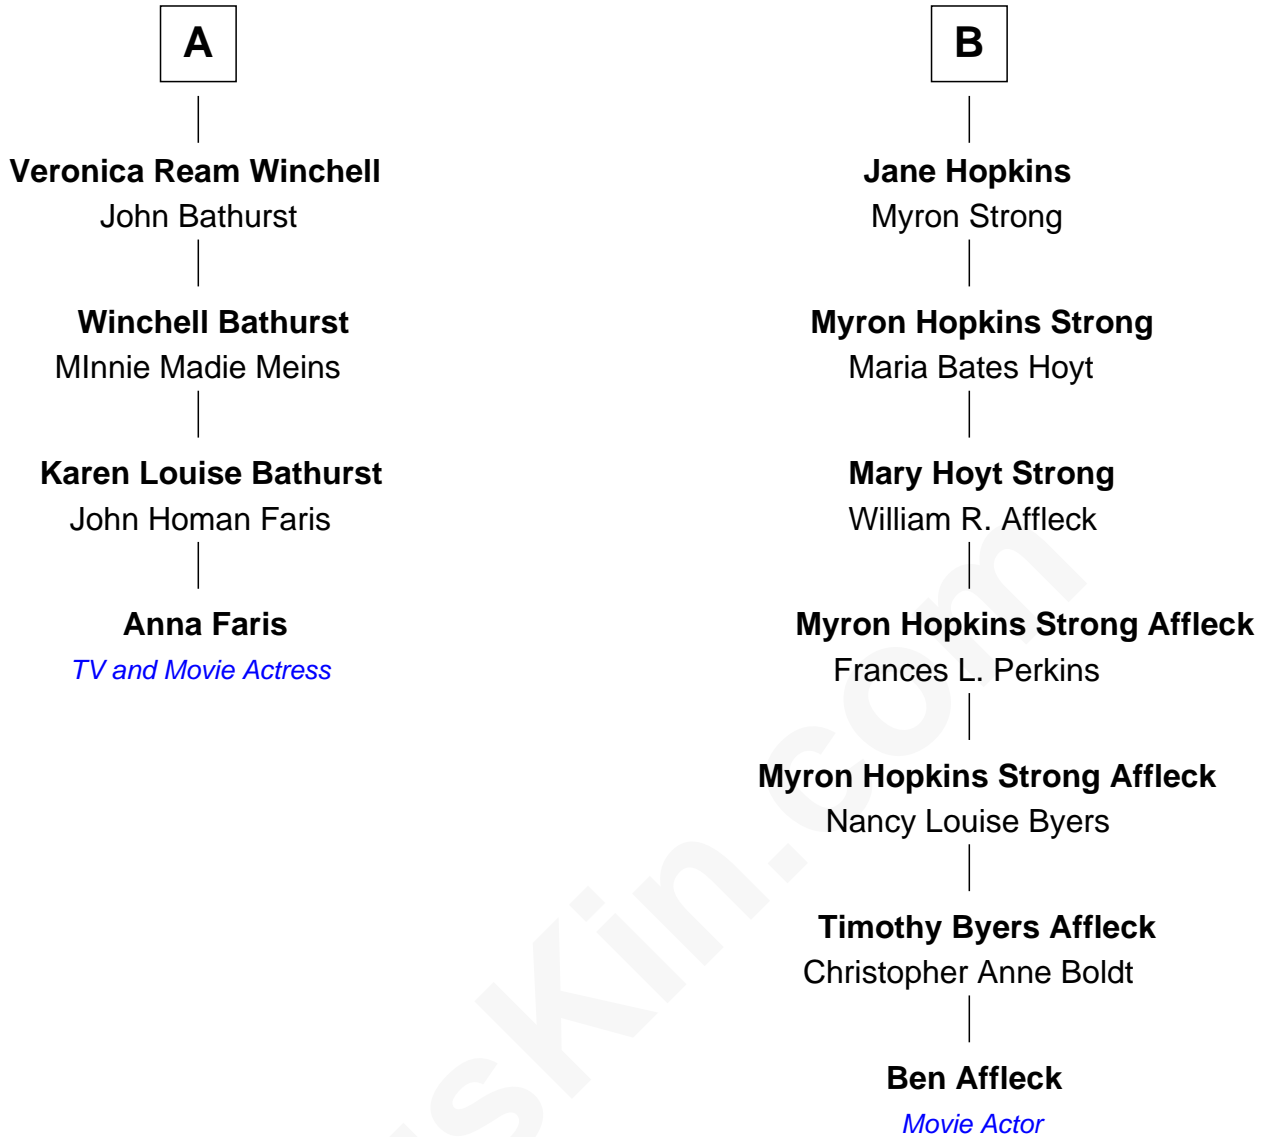 A
Veronica Ream Winchell
John Bathurst
Winchell Bathurst
MInnie Madie Meins
Karen Louise Bathurst
John Homan Faris
Anna Faris
TV and Movie Actress
B
Jane Hopkins
Myron Strong
Myron Hopkins Strong
Maria Bates Hoyt
Mary Hoyt Strong
William R. Affleck
Myron Hopkins Strong Affleck
Frances L. Perkins
Myron Hopkins Strong Affleck
Nancy Louise Byers
Timothy Byers Affleck
Christopher Anne Boldt
Ben Affleck
Movie Actor
sKin.com